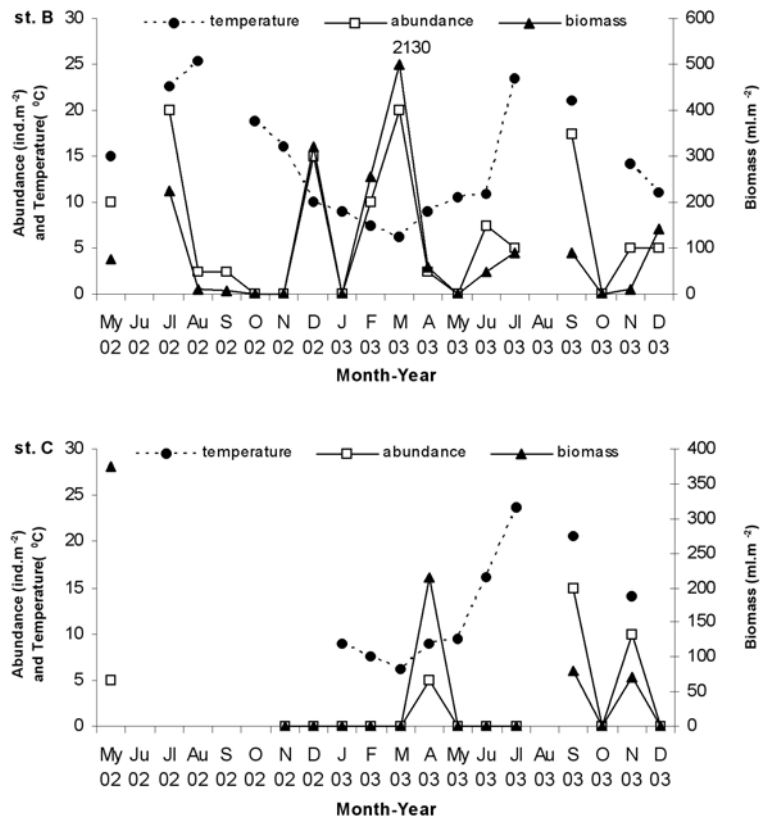 st. B
temperature abundance biomass
2130
30
25
20
15
10
5
0
Abundance (ind.m⁻²)
and Temperature( ⁰C)
600
500
400
300
200
100
0
Biomass (ml.m⁻²)
My Ju Jl Au S O N D J F M A My Ju Jl Au S O N D
02 02 02 02 02 02 02 02 03 03 03 03 03 03 03 03 03 03 03 03
Month-Year
st. C
temperature abundance biomass
30
25
20
15
10
5
0
Abundance (ind.m⁻²)
and Temperature( ⁰C)
400
350
300
250
200
150
100
50
0
Biomass (ml.m⁻²)
My Ju Jl Au S O N D J F M A My Ju Jl Au S O N D
02 02 02 02 02 02 02 02 03 03 03 03 03 03 03 03 03 03 03 03
Month-Year